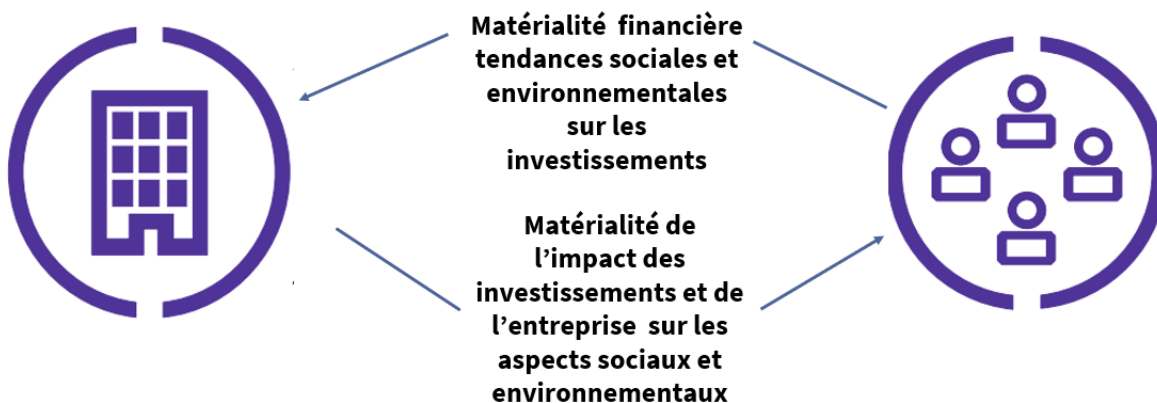 Matérialité financière
tendances sociales et
environnementales
sur les
investissements
Matérialité de
l’impact des
investissements et de
l’entreprise sur les
aspects sociaux et
environnementaux